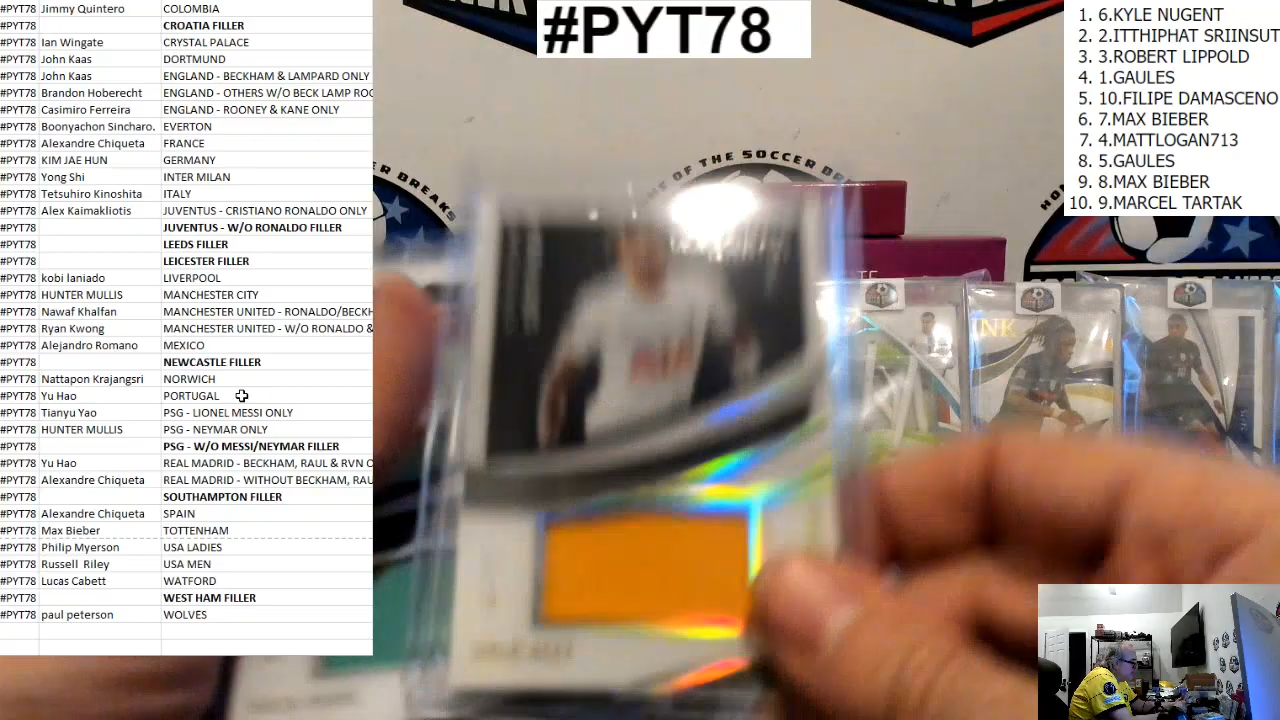 #PYT78 Jimmy Quintero COLOMBIA
#PYT78 CROATIA FILLER
#PYT78 Ian Wingate CRYSTAL PALACE
#PYT78 John Kaas DORTMUND
#PYT78 John Kaas ENGLAND - BECKHAM & LAMPARD ONLY
#PYT78 Brandon Hoberecht ENGLAND - OTHERS W/O BECK LAMP ROO
#PYT78 Casimiro Ferreira ENGLAND - ROONEY & KANE ONLY
#PYT78 Boonyachon Sincharo. EVERTON
#PYT78 Alexandre Chiqueta FRANCE
#PYT78 KIM JAE HUN GERMANY
#PYT78 Yong Shi INTER MILAN
#PYT78 Tetsuhiro Kinoshita ITALY
#PYT78 Alex Kaimakliotis JUVENTUS - CRISTIANO RONALDO ONLY
#PYT78 JUVENTUS - W/O RONALDO FILLER
#PYT78 LEEDS FILLER
#PYT78 LEICESTER FILLER
#PYT78 kobi laniado LIVERPOOL
#PYT78 HUNTER MULLIS MANCHESTER CITY
#PYT78 Nawaf Khalfan MANCHESTER UNITED - RONALDO/BECKH
#PYT78 Ryan Kwong MANCHESTER UNITED - W/O RONALDO &
#PYT78 Alejandro Romano MEXICO
#PYT78 NEWCASTLE FILLER
#PYT78 Nattapon Krajangsri NORWICH
#PYT78 Yu Hao PORTUGAL
#PYT78 Tianyu Yao PSG - LIONEL MESSI ONLY
#PYT78 HUNTER MULLIS PSG - NEYMAR ONLY
#PYT78 PSG - W/O MESSI/NEYMAR FILLER
#PYT78 Yu Hao REAL MADRID - BECKHAM, RAUL & RVN O
#PYT78 Alexandre Chiqueta REAL MADRID - WITHOUT BECKHAM, RAU
#PYT78 SOUTHAMPTON FILLER
#PYT78 Alexandre Chiqueta SPAIN
#PYT78 Max Bieber TOTTENHAM
#PYT78 Philip Myerson USA LADIES
#PYT78 Russell Riley USA MEN
#PYT78 Lucas Cabett WATFORD
#PYT78 WEST HAM FILLER
#PYT78 paul peterson WOLVES
#PYT78
OF THE SOCCER BRE
R BREAKS
1. 6.KYLE NUGENT
2. 2.ITTHIPHAT SRIINSUT
3. 3.ROBERT LIPPOLD
4. 1.GAULES
5. 10.FILIPE DAMASCENO
6. 7.MAX BIEBER
7. 4.MATTLOGAN713
8. 5.GAULES
9. 8.MAX BIEBER
10. 9.MARCEL TARTAK